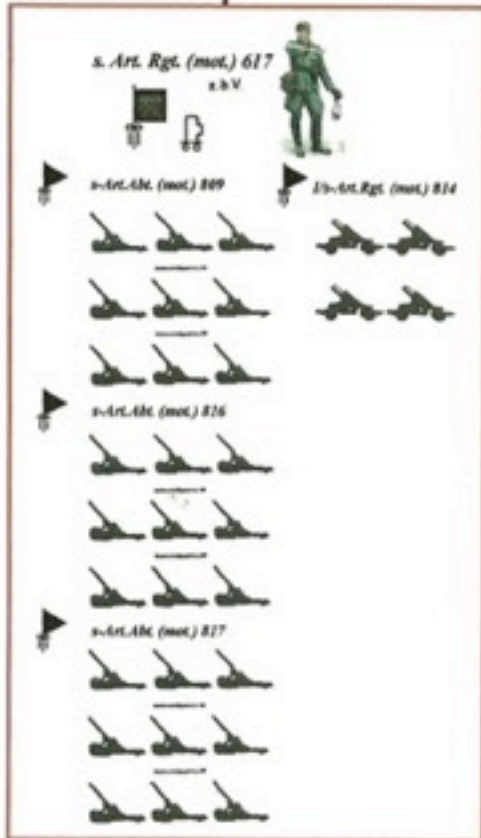 s. Art. Rgt. (mot.) 617
z.b.V.
s-Art.Abt. (mot.) 809
I/s-Art.Rgt. (mot.) 814
s-Art.Abt. (mot.) 816
s-Art.Abt. (mot.) 817